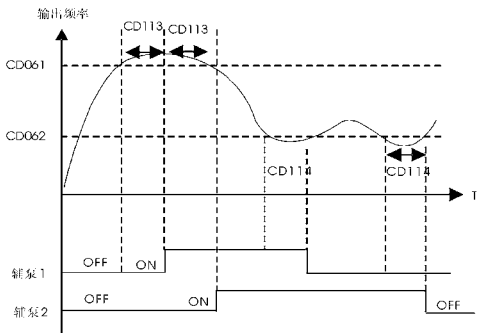 输出频率
CD113 CD113
CD061
CD062
CD114 CD114
T
OFF ON
辅泵1
OFF ON OFF
辅泵2